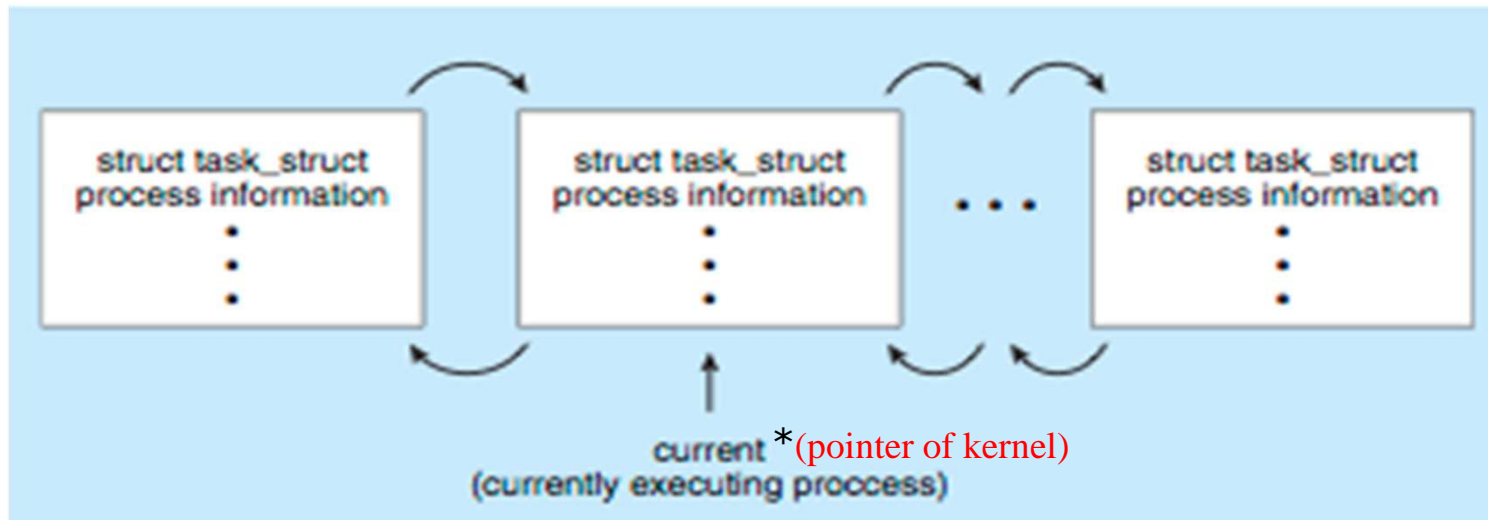 struct task_struct
process information
•
•
•
struct task_struct
process information
•
•
•
• • •
struct task_struct
process information
•
•
•
current *(pointer of kernel)
(currently executing proccess)